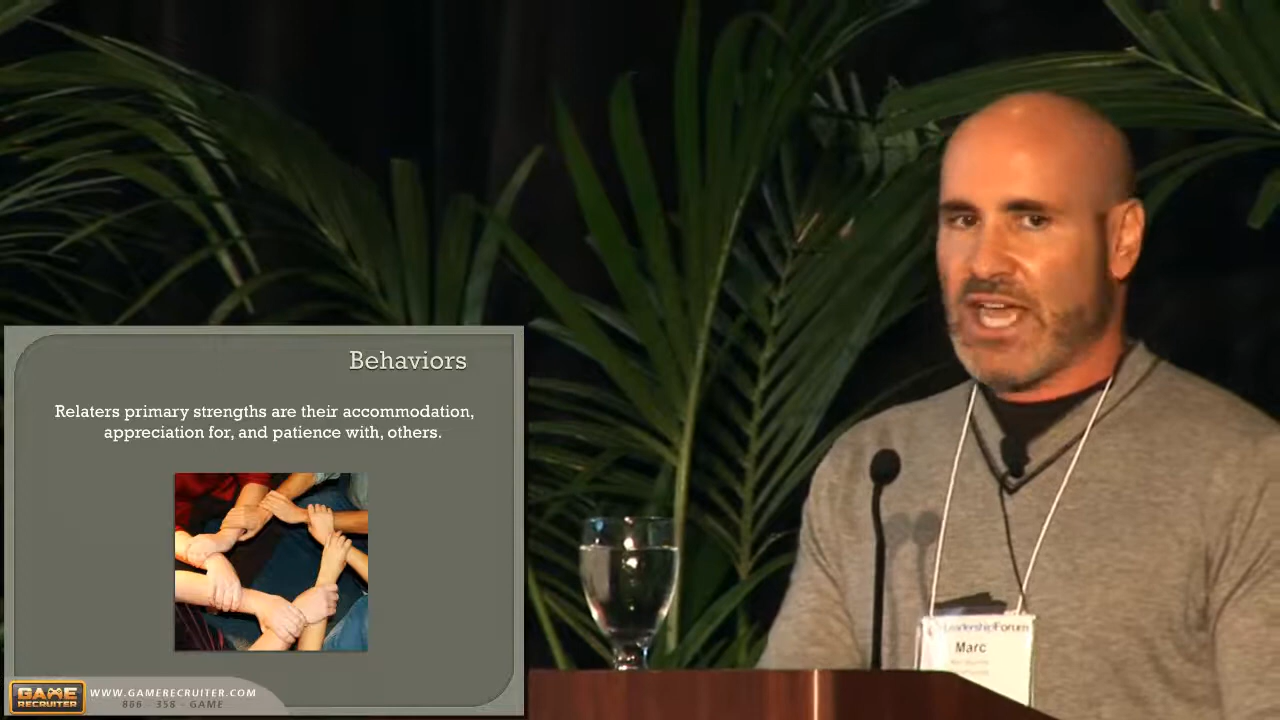 Behaviors
Relaters primary strengths are their accommodation,
appreciation for, and patience with, others.
GAME
RECRUITER
WWW.GAMERECRUITER.COM
866 - 358 - GAME
LeadershipForum
Marc